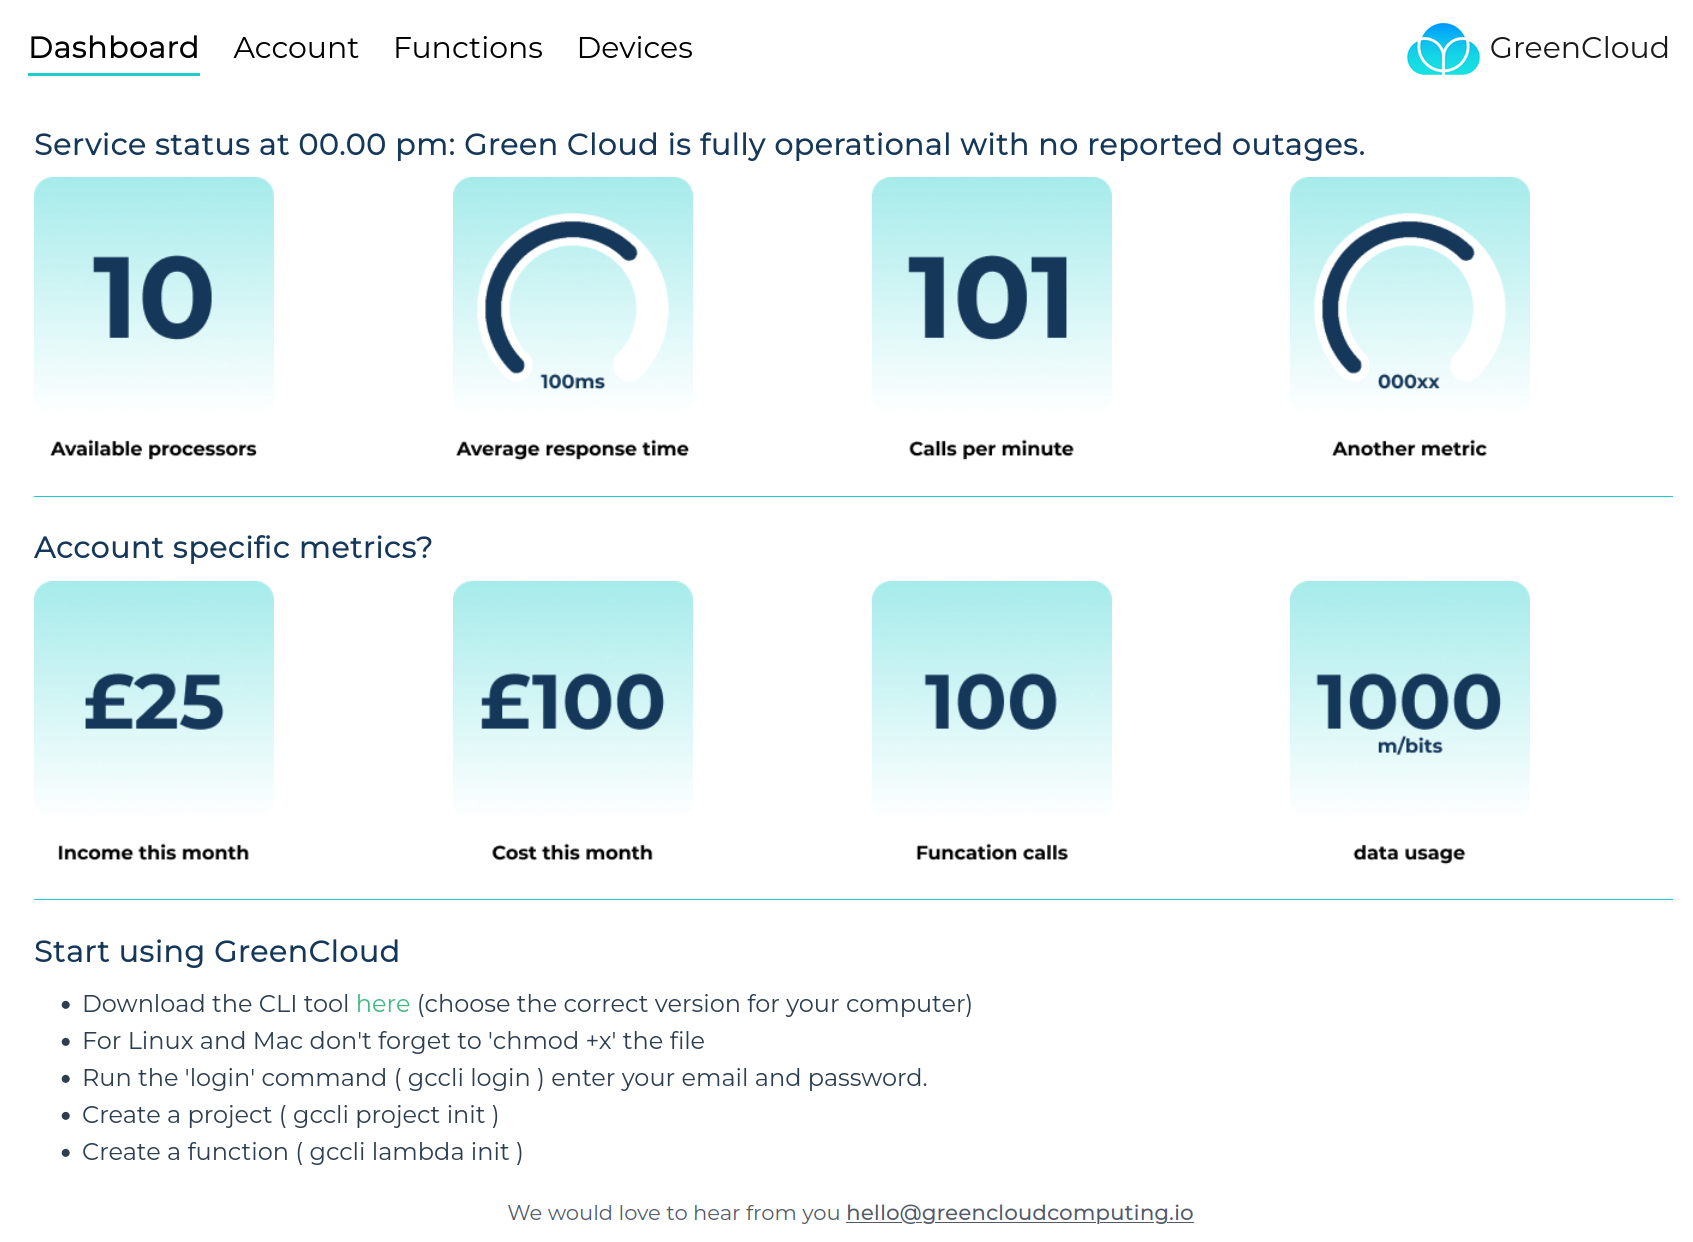 Dashboard Account Functions Devices GreenCloud
Service status at 00.00 pm: Green Cloud is fully operational with no reported outages.
10 100ms 101 000xx
Available processors Average response time Calls per minute Another metric
Account specific metrics?
£25 £100 100 1000
m/bits
Income this month Cost this month Funcation calls data usage
Start using GreenCloud
• Download the CLI tool here (choose the correct version for your computer)
• For Linux and Mac don't forget to 'chmod +x' the file
• Run the 'login' command ( gccli login ) enter your email and password.
• Create a project ( gccli project init )
• Create a function ( gccli lambda init )
We would love to hear from you hello@greencloudcomputing.io